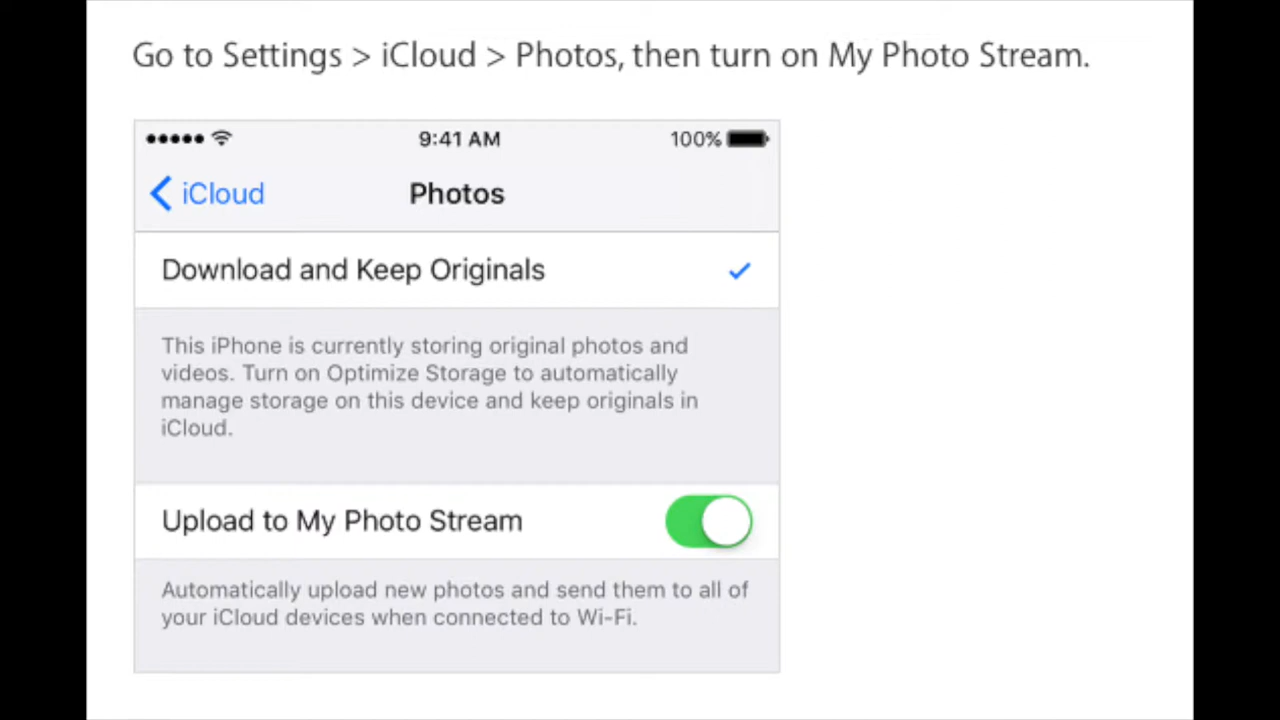 Go to Settings > iCloud > Photos, then turn on My Photo Stream.
9:41 AM 100%
iCloud Photos
Download and Keep Originals
This iPhone is currently storing original photos and
videos. Turn on Optimize Storage to automatically
manage storage on this device and keep originals in
iCloud.
Upload to My Photo Stream
Automatically upload new photos and send them to all of
your iCloud devices when connected to Wi-Fi.